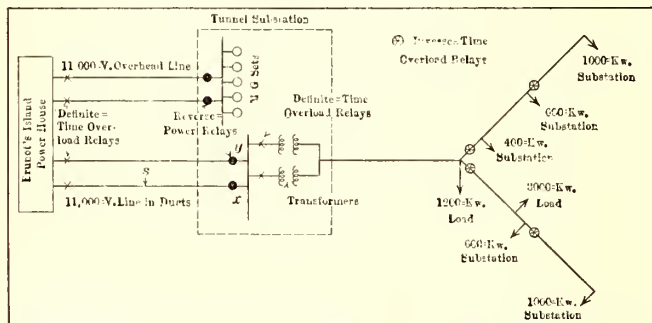 Tunnel Substation
11 000=V. Overhead Line
M G Sets
Inverse=Time
Overload Relays
1000=Kw.
Substation
Brunot's Island
Power House
Definite=
Time Over-
load Relays
Reverse=
Power Relays
Definite=Time
Overload Relays
600=Kw.
Substation
400=Kw.
Substation
y
S
x
11,000=V. Line in Ducts
Transformers
1200=Kw.
Load
3000=Kw.
Load
600=Kw.
Substation
1000=Kw.
Substation